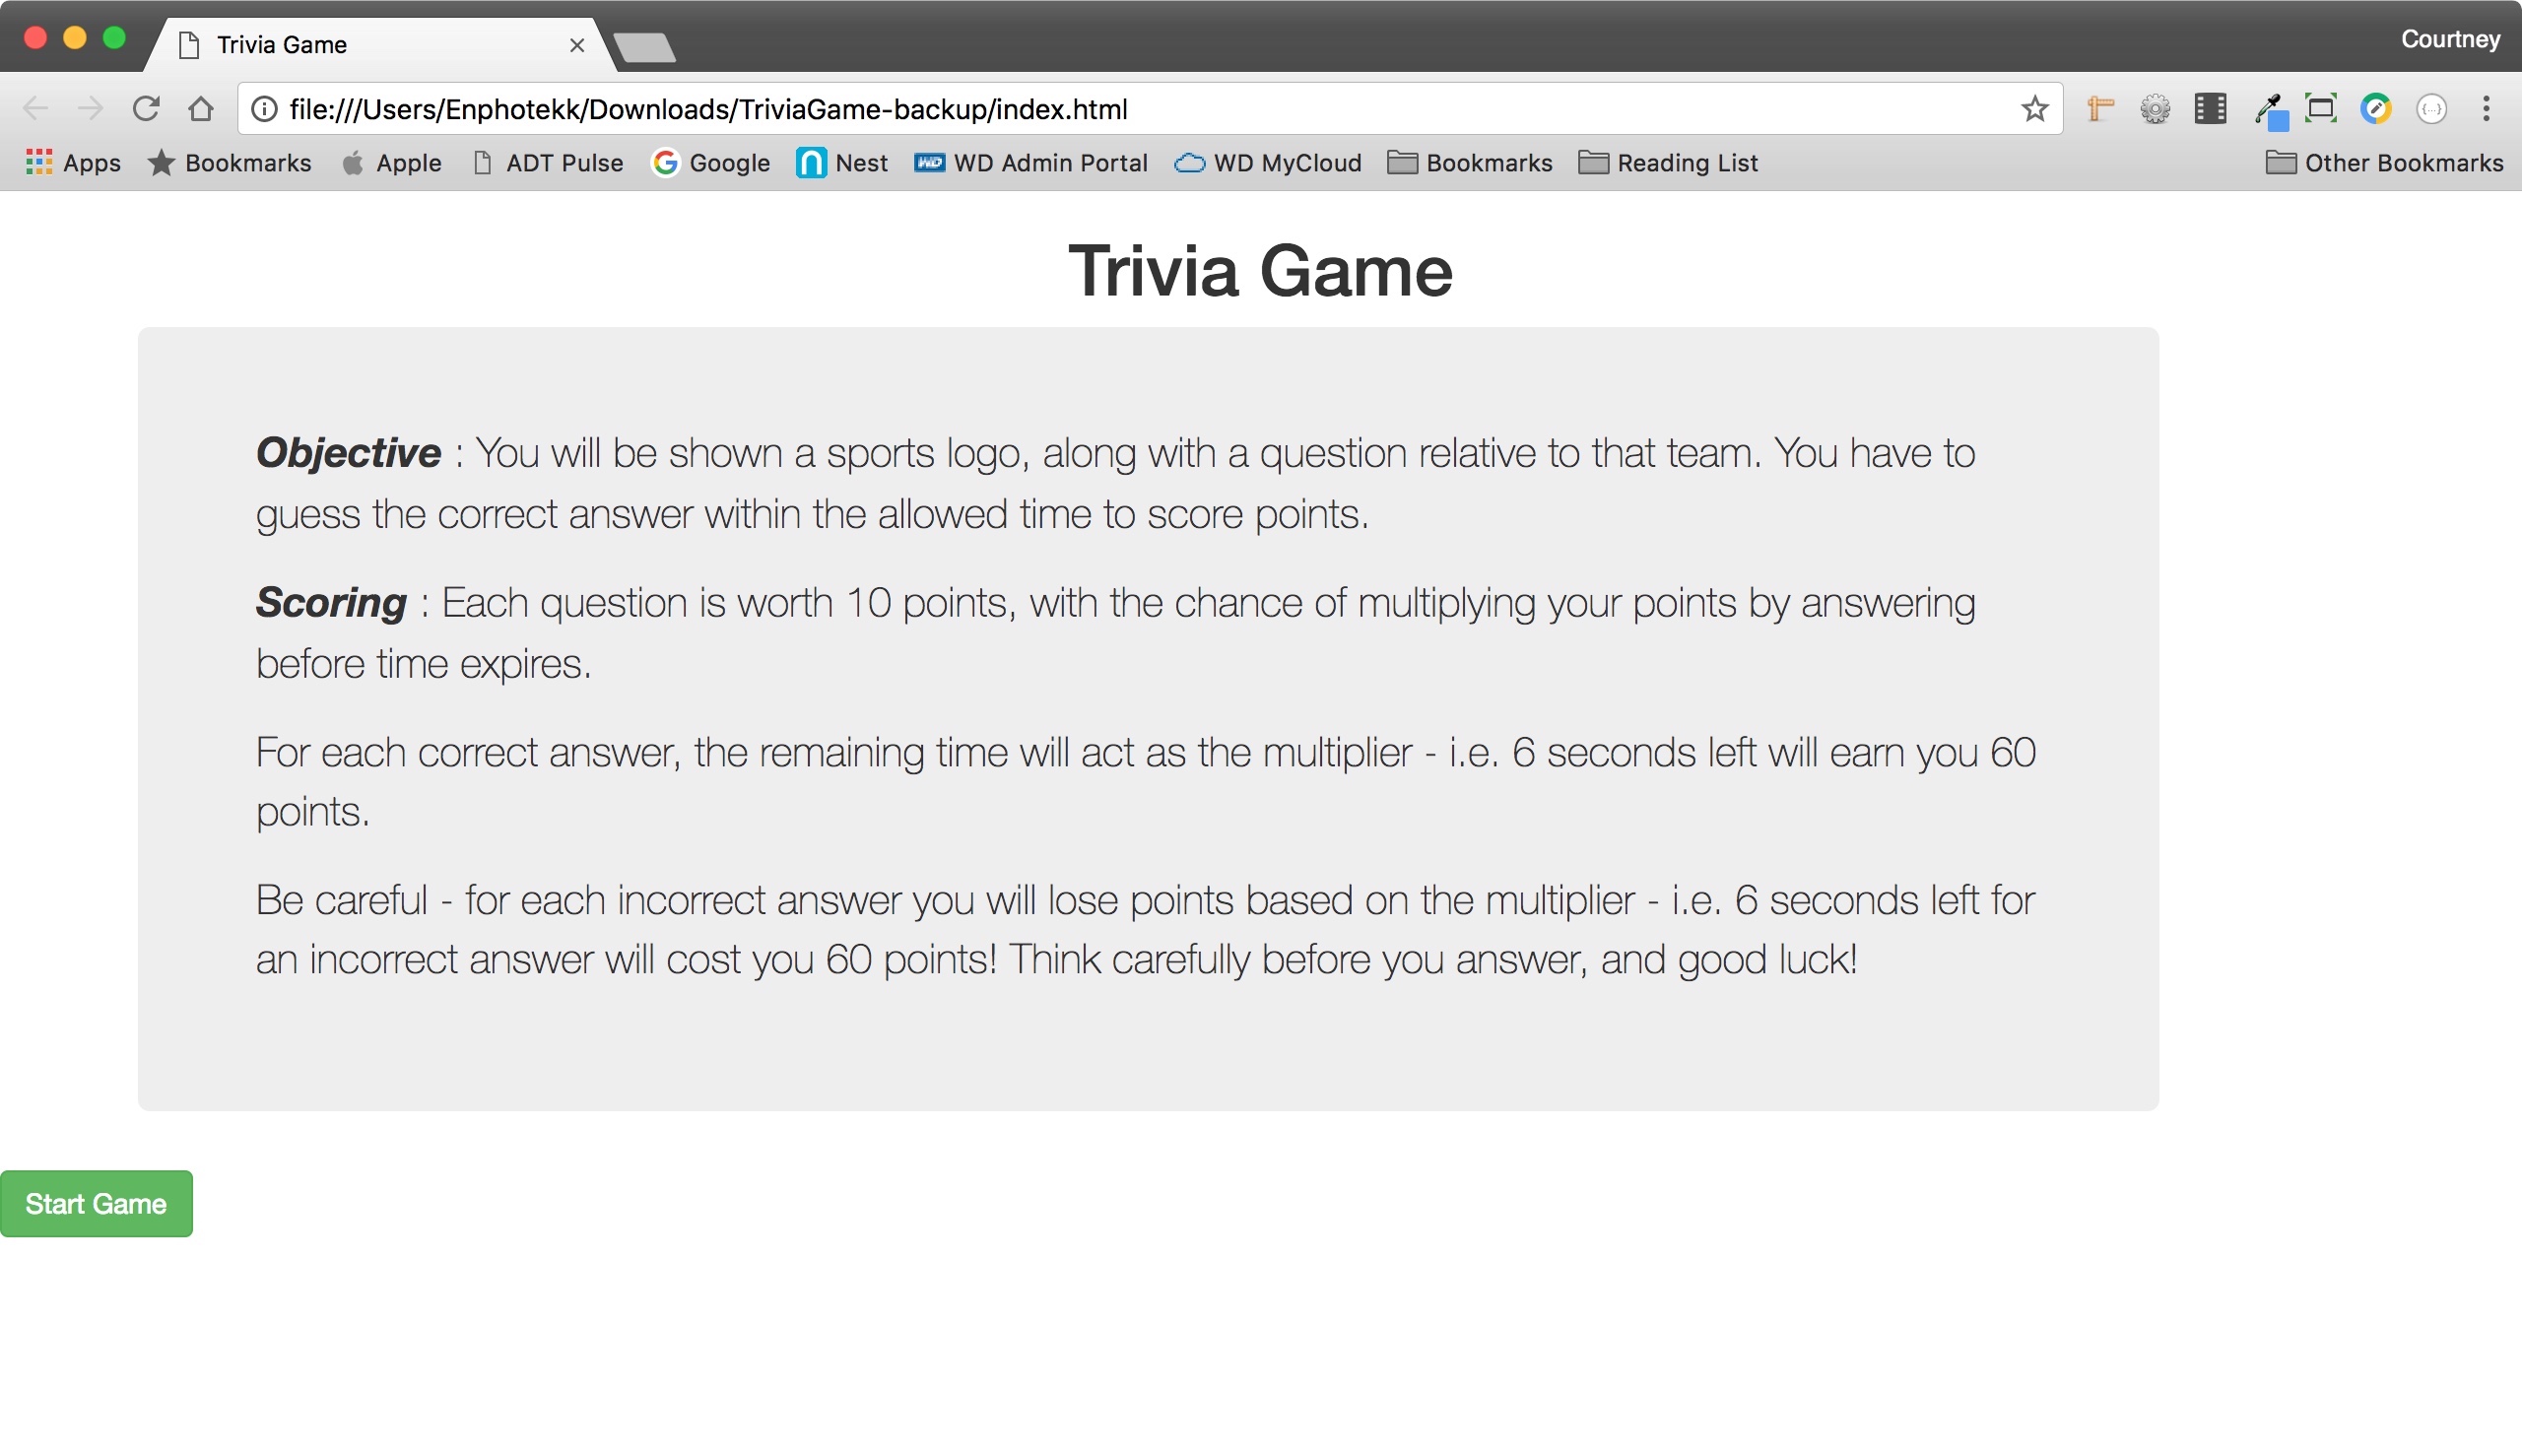 Trivia Game
Courtney
file:///Users/Enphotekk/Downloads/TriviaGame-backup/index.html
Apps Bookmarks Apple ADT Pulse Google Nest WD Admin Portal WD MyCloud Bookmarks Reading List Other Bookmarks
Trivia Game
Objective : You will be shown a sports logo, along with a question relative to that team. You have to
guess the correct answer within the allowed time to score points.
Scoring : Each question is worth 10 points, with the chance of multiplying your points by answering
before time expires.
For each correct answer, the remaining time will act as the multiplier - i.e. 6 seconds left will earn you 60
points.
Be careful - for each incorrect answer you will lose points based on the multiplier - i.e. 6 seconds left for
an incorrect answer will cost you 60 points! Think carefully before you answer, and good luck!
Start Game